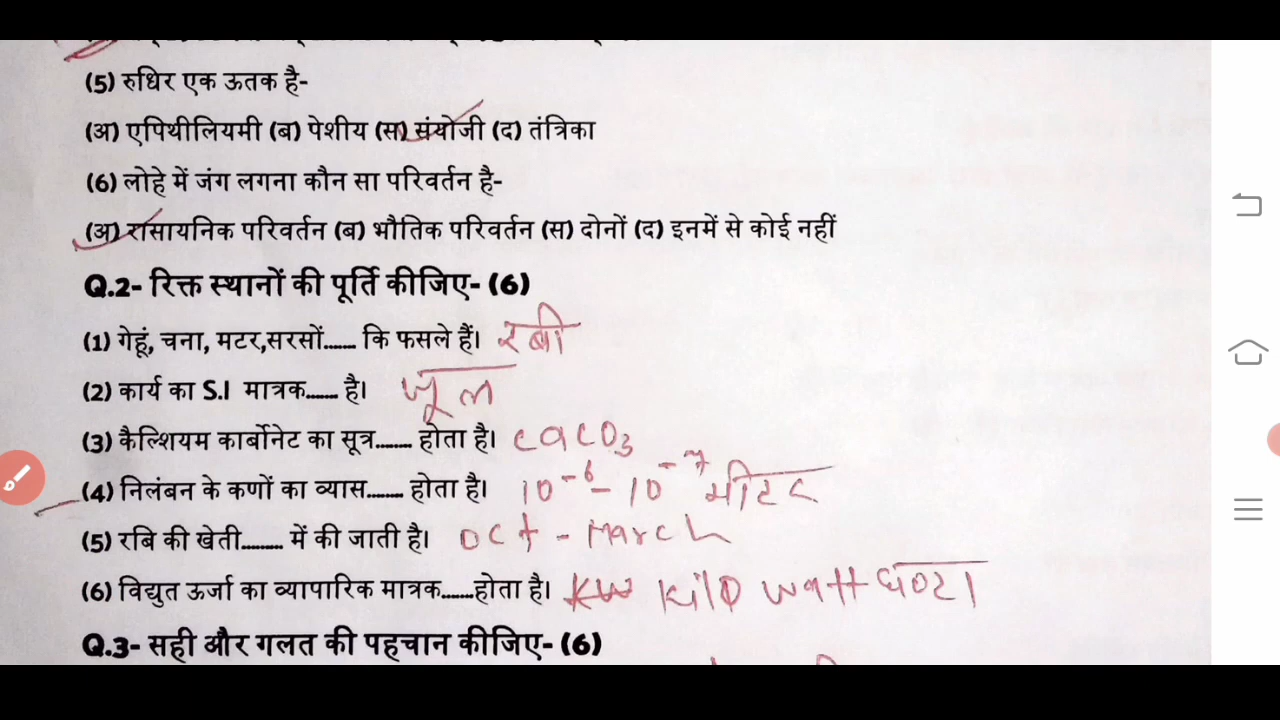 (5) रुधिर एक ऊतक है-
(अ) एपिथीलियमी (ब) पेशीय (स) संयोजी (द) तंत्रिका
(6) लोहे में जंग लगना कौन सा परिवर्तन है-
(अ) रासायनिक परिवर्तन (ब) भौतिक परिवर्तन (स) दोनों (द) इनमें से कोई नहीं
Q.2- रिक्त स्थानों की पूर्ति कीजिए- (6)
(1) गेहूं, चना, मटर,सरसों...... कि फसले हैं। रबी
(2) कार्य का S.I मात्रक...... है। जूल
(3) कैल्शियम कार्बोनेट का सूत्र....... होता है। CaCO3
(4) निलंबन के कणों का व्यास....... होता है। 10-6 - 10-7 मीटर
(5) रबि की खेती........ में की जाती है। Oct - March
(6) विद्युत ऊर्जा का व्यापारिक मात्रक......होता है। KW Kilo watt घण्टा
Q.3- सही और गलत की पहचान कीजिए- (6)